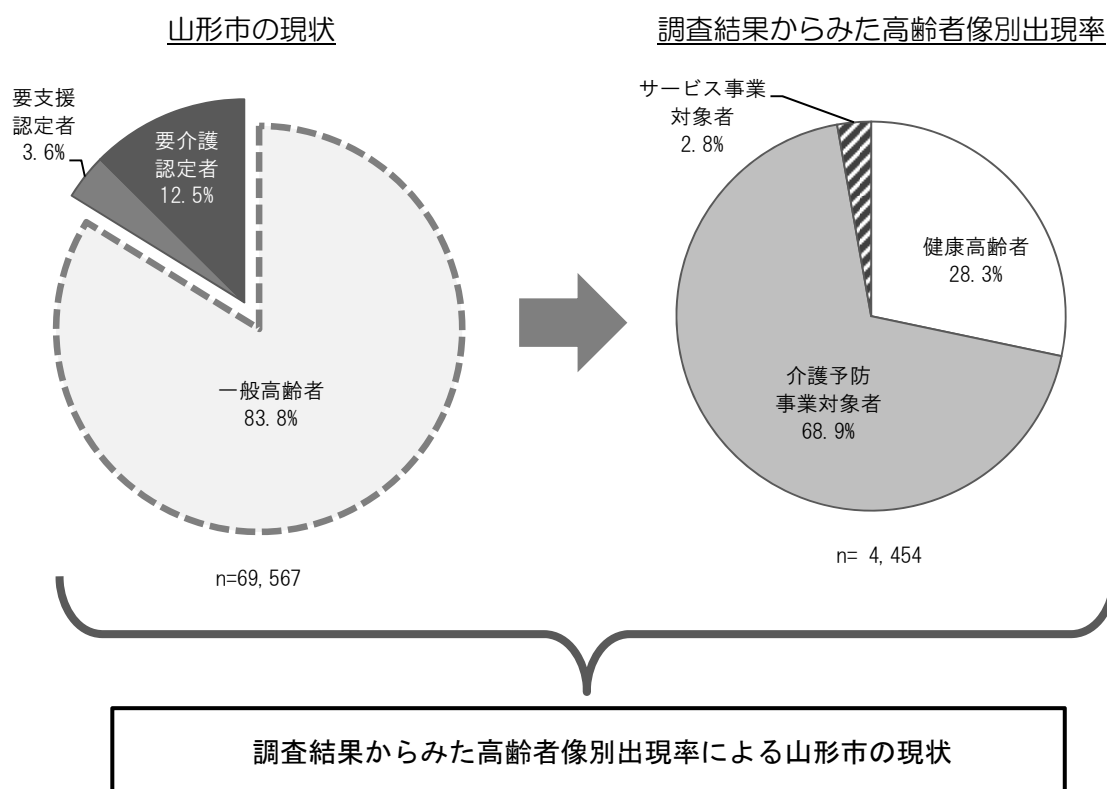 山形市の現状
要支援
認定者
3.6%
要介護
認定者
12.5%
一般高齢者
83.8%
n=69,567
調査結果からみた高齢者像別出現率
サービス事業
対象者
2.8%
健康高齢者
28.3%
介護予防
事業対象者
68.9%
n= 4,454
調査結果からみた高齢者像別出現率による山形市の現状